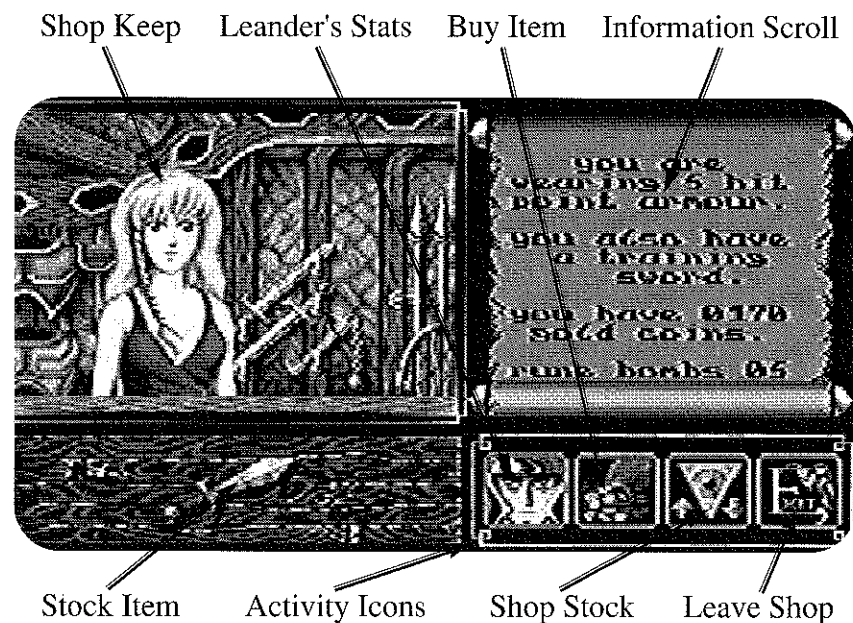 Shop Keep Leander's Stats Buy Item Information Scroll
you are
wearing 5 hit
point armour.
you also have
a training
sword.
you have 0170
gold coins.
rune bombs 05
EXIT
Stock Item Activity Icons Shop Stock Leave Shop